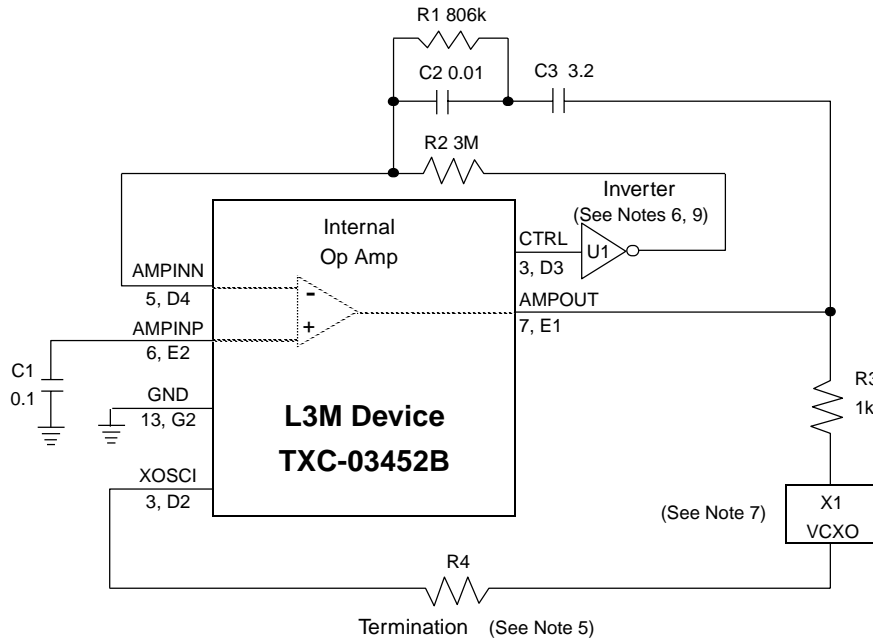 R1 806k
C2 0.01
C3 3.2
R2 3M
Inverter
(See Notes 6, 9)
Internal
Op Amp
CTRL
U1
3, D3
AMPINN
5, D4
-
AMPOUT
7, E1
AMPINP
+
6, E2
C1
0.1
GND
13, G2
L3M Device
TXC-03452B
R3
1k
XOSCI
3, D2
(See Note 7)
X1
VCXO
R4
Termination (See Note 5)